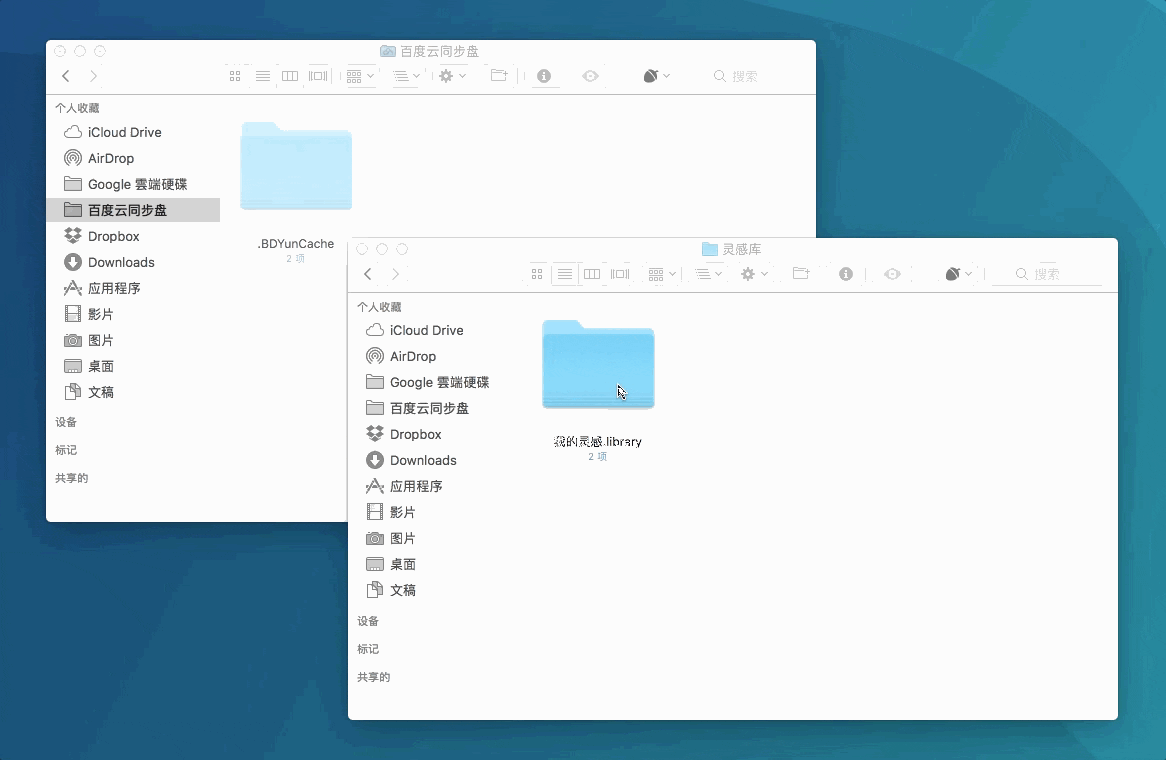 百度云同步盘
搜索
个人收藏
iCloud Drive
AirDrop
Google 雲端硬碟
百度云同步盘
Dropbox
Downloads
应用程序
影片
图片
桌面
文稿
设备
标记
共享的
.BDYunCache
2 项
灵感库
搜索
个人收藏
iCloud Drive
AirDrop
Google 雲端硬碟
百度云同步盘
Dropbox
Downloads
应用程序
影片
图片
桌面
文稿
设备
标记
共享的
我的灵感.library
2 项